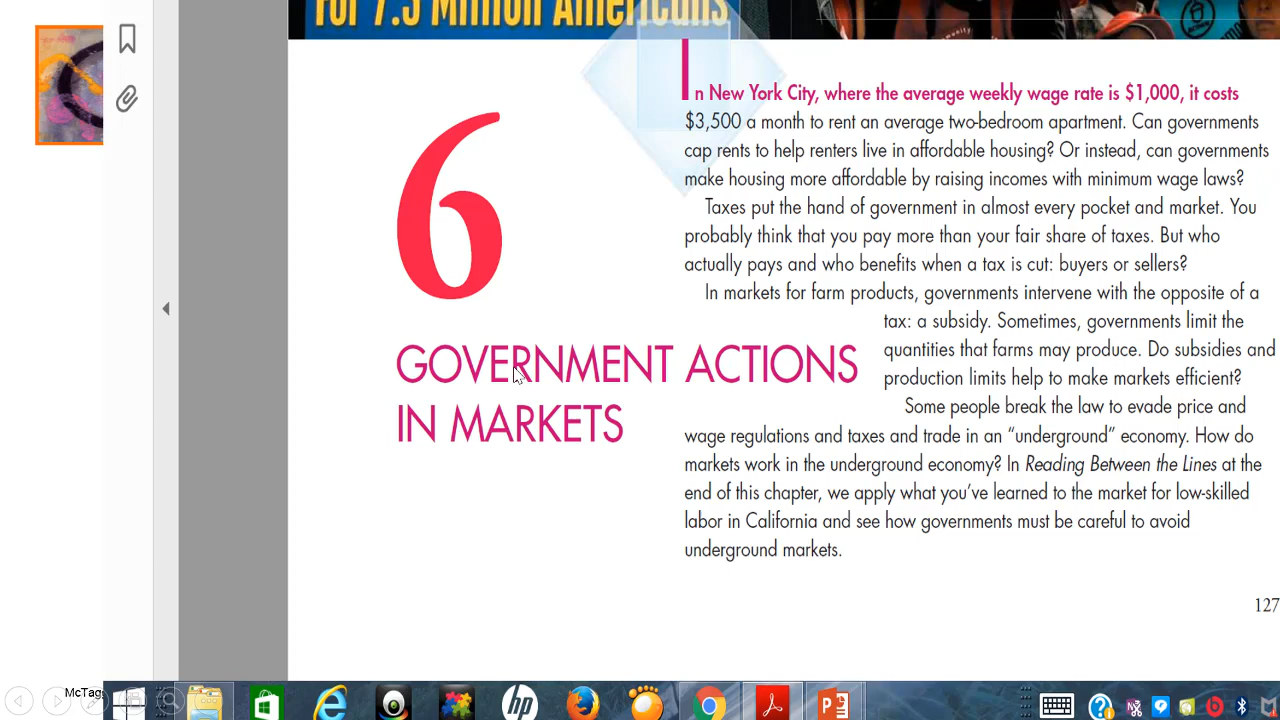 For 7.5 Million Americans
In New York City, where the average weekly wage rate is $1,000, it costs
$3,500 a month to rent an average two-bedroom apartment. Can governments
cap rents to help renters live in affordable housing? Or instead, can governments
make housing more affordable by raising incomes with minimum wage laws?
Taxes put the hand of government in almost every pocket and market. You
probably think that you pay more than your fair share of taxes. But who
actually pays and who benefits when a tax is cut: buyers or sellers?
In markets for farm products, governments intervene with the opposite of a
tax: a subsidy. Sometimes, governments limit the
quantities that farms may produce. Do subsidies and
production limits help to make markets efficient?
Some people break the law to evade price and
wage regulations and taxes and trade in an “underground” economy. How do
markets work in the underground economy? In Reading Between the Lines at the
end of this chapter, we apply what you’ve learned to the market for low-skilled
labor in California and see how governments must be careful to avoid
underground markets.
6
GOVERNMENT ACTIONS
IN MARKETS
127
McTag
hp